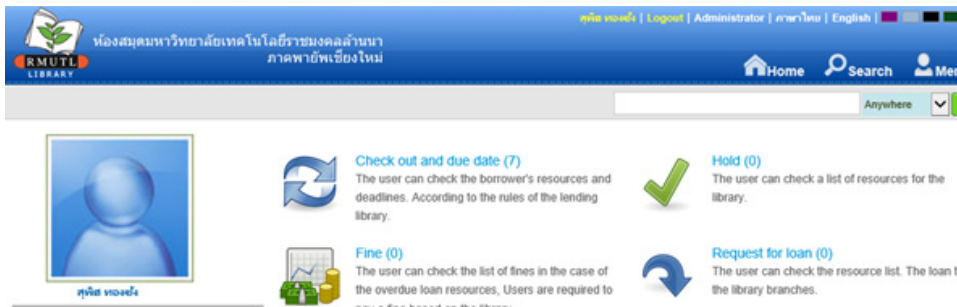 สุพิศ ทองยัง | Logout | Administrator | ภาษาไทย | English |
ห้องสมุดมหาวิทยาลัยเทคโนโลยีราชมงคลล้านนา
ภาคพายัพเชียงใหม่
RMUTL
LIBRARY
Home Search
Anywhere
Check out and due date (7)
The user can check the borrower's resources and
deadlines. According to the rules of the lending
library.
Hold (0)
The user can check a list of resources for the
library.
Fine (0)
The user can check the list of fines in the case of
the overdue loan resources, Users are required to
Request for loan (0)
The user can check the resource list. The loan
the library branches.
สุพิศ ทองยัง